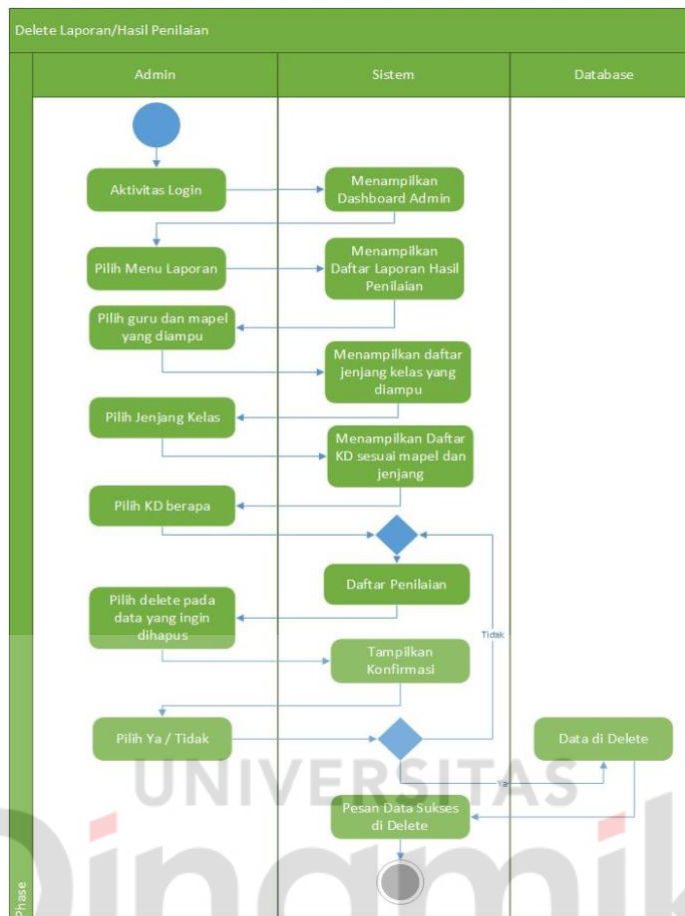 Delete Laporan/Hasil Penilaian
Admin
Sistem
Database
Aktivitas Login
Menampilkan
Dashboard Admin
Pilih Menu Laporan
Menampilkan
Daftar Laporan Hasil
Penilaian
Pilih guru dan mapel
yang diampu
Menampilkan daftar
jenjang kelas yang
diampu
Pilih Jenjang Kelas
Menampilkan Daftar
KD sesuai mapel dan
jenjang
Pilih KD berapa
Daftar Penilaian
Pilih delete pada
data yang ingin
dihapus
Tidak
Tampilkan
Konfirmasi
Pilih Ya / Tidak
Data di Delete
Ya
UNIVERSITAS
Pesan Data Sukses
di Delete
Dinamik
Phase